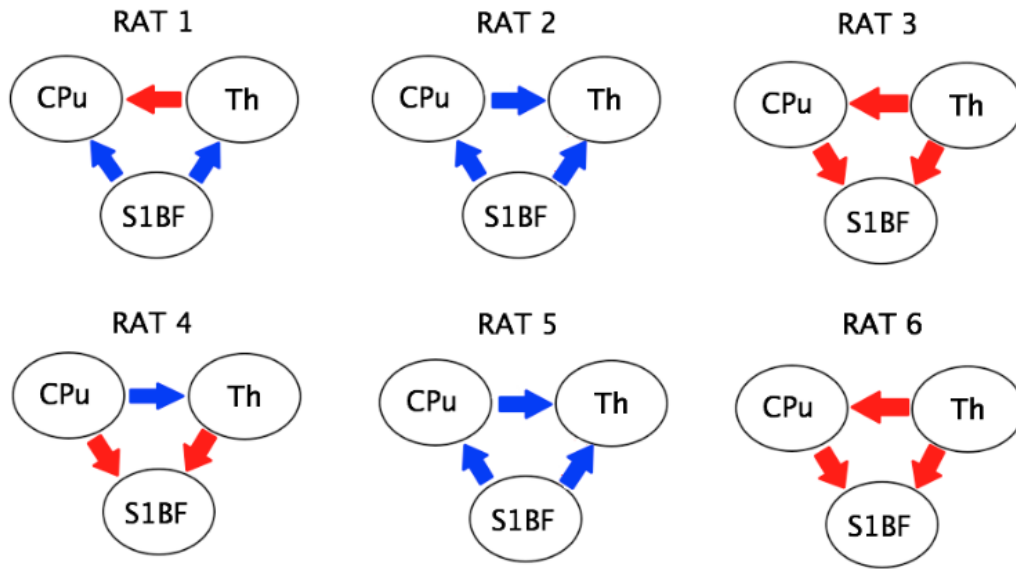 RAT 1 RAT 2 RAT 3
CPu Th CPu Th CPu Th
S1BF S1BF S1BF
RAT 4 RAT 5 RAT 6
CPu Th CPu Th CPu Th
S1BF S1BF S1BF